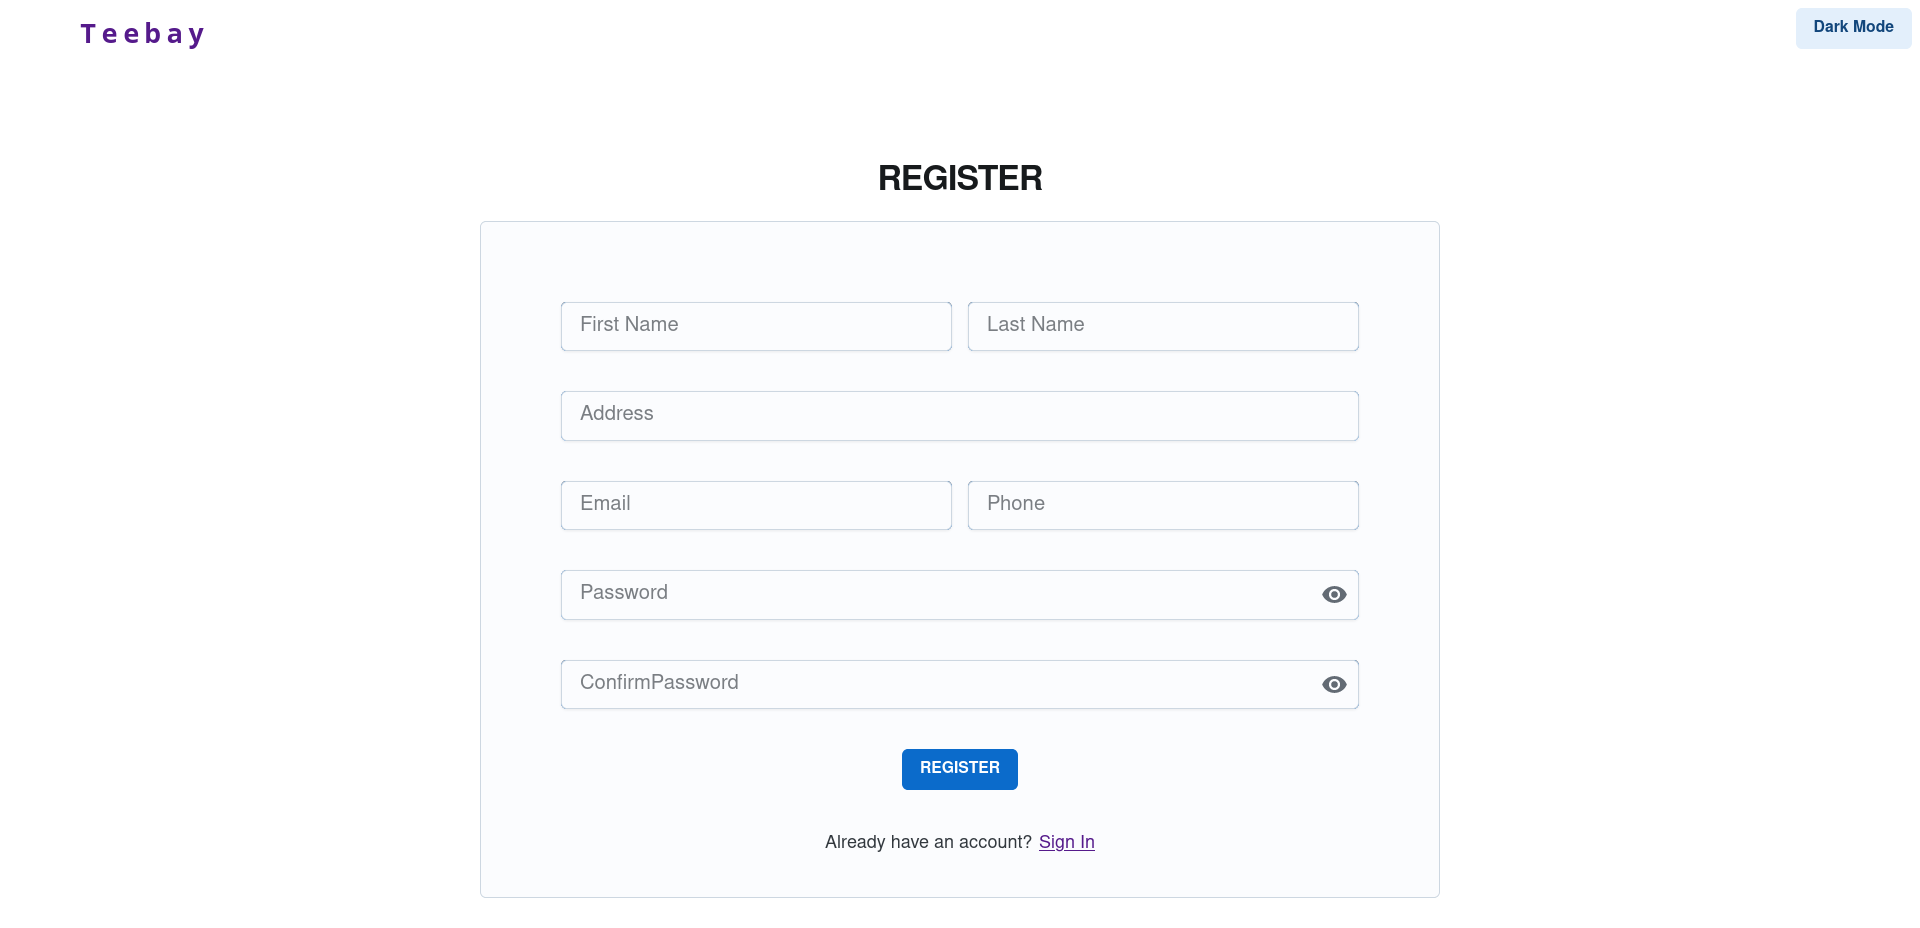 Teebay
Dark Mode
REGISTER
First Name
Last Name
Address
Email
Phone
Password
ConfirmPassword
REGISTER
Already have an account? Sign In